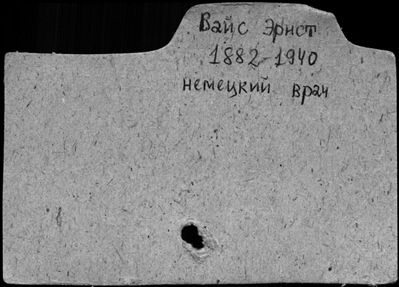 Вайс Эрнст
1882-1940
немецкий врач